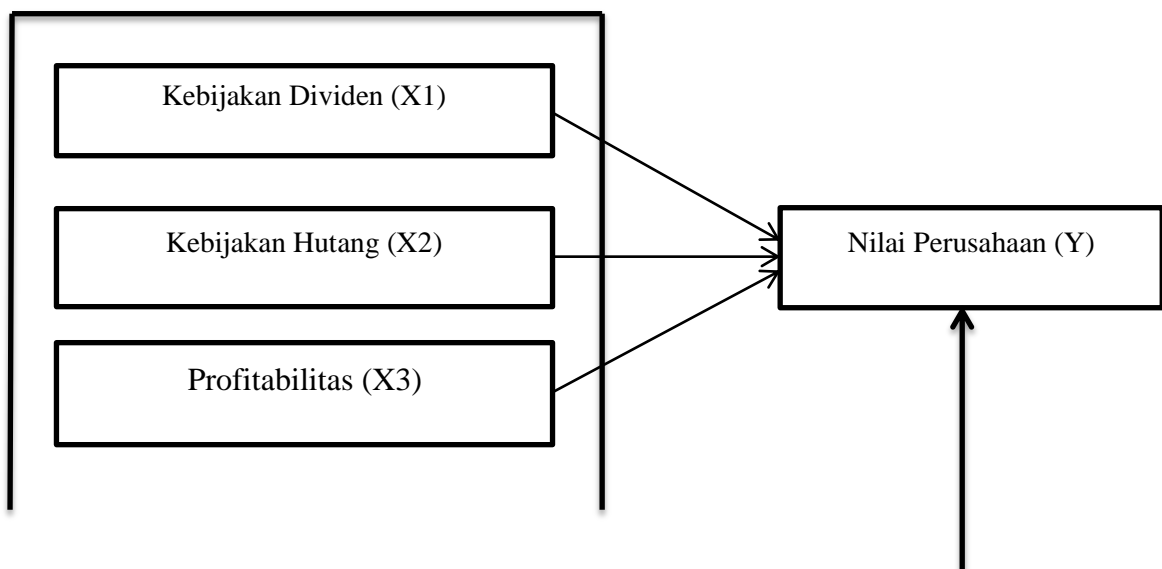 Kebijakan Dividen (X1)
Kebijakan Hutang (X2)
Nilai Perusahaan (Y)
Profitabilitas (X3)